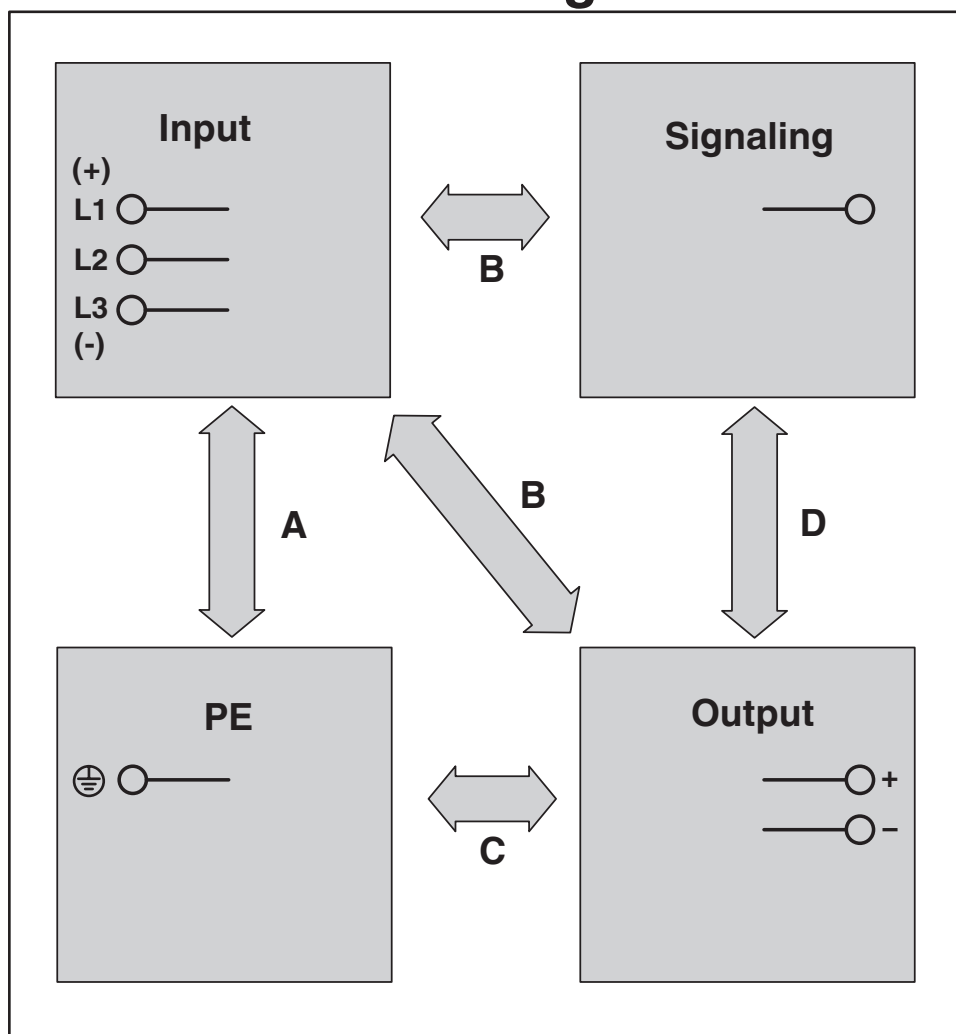 Input
(+)
L1
L2
L3
(-)
Signaling
B
A
B
D
PE
Output
+
–
C